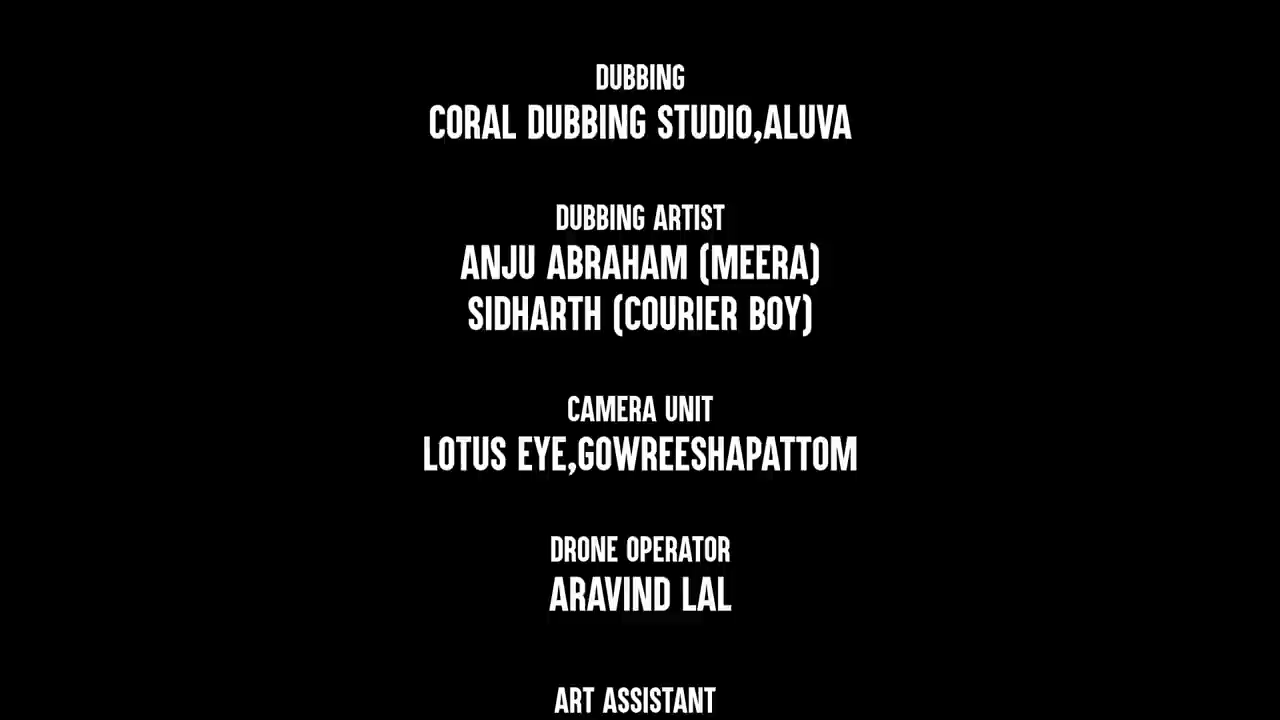 DUBBING
CORAL DUBBING STUDIO,ALUVA
DUBBING ARTIST
ANJU ABRAHAM (MEERA)
SIDHARTH (COURIER BOY)
CAMERA UNIT
LOTUS EYE,GOWREESHAPATTOM
DRONE OPERATOR
ARAVIND LAL
ART ASSISTANT